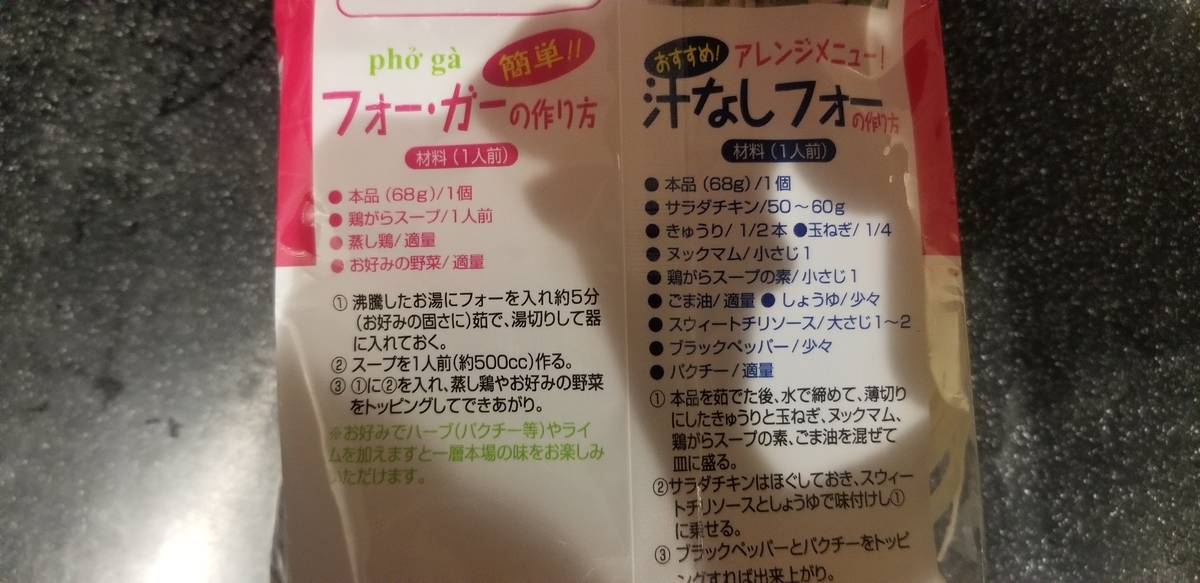 phở gà
簡単!!
フォー・ガーの作り方
材料(1人前)
● 本品(68g)/1個
● 鶏がらスープ/1人前
● 蒸し鶏/適量
● お好みの野菜/適量
① 沸騰したお湯にフォーを入れ約5分
(お好みの固さに)茹で、湯切りして器
に入れておく。
② スープを1人前(約500cc)作る。
③ ①に②を入れ、蒸し鶏やお好みの野菜
をトッピングしてできあがり。
※お好みでハーブ(パクチー等)やライ
ムを加えますと一層本場の味をお楽しみ
いただけます。
おすすめ! アレンジメニュー!
汁なしフォーの作り方
材料(1人前)
● 本品(68g)/1個
● サラダチキン/50～60g
● きゅうり/1/2本 ●玉ねぎ/1/4
● ヌックマム/小さじ1
● 鶏がらスープの素/小さじ1
● ごま油/適量 ● しょうゆ/少々
● スウィートチリソース/大さじ1～2
● ブラックペッパー/少々
● パクチー/適量
① 本品を茹でた後、水で締めて、薄切り
にしたきゅうりと玉ねぎ、ヌックマム、
鶏がらスープの素、ごま油を混ぜて
皿に盛る。
②サラダチキンはほぐしておき、スウィー
トチリソースとしょうゆで味付けし①
に乗せる。
③ ブラックペッパーとパクチーをトッピ
ングすれば出来上がり。